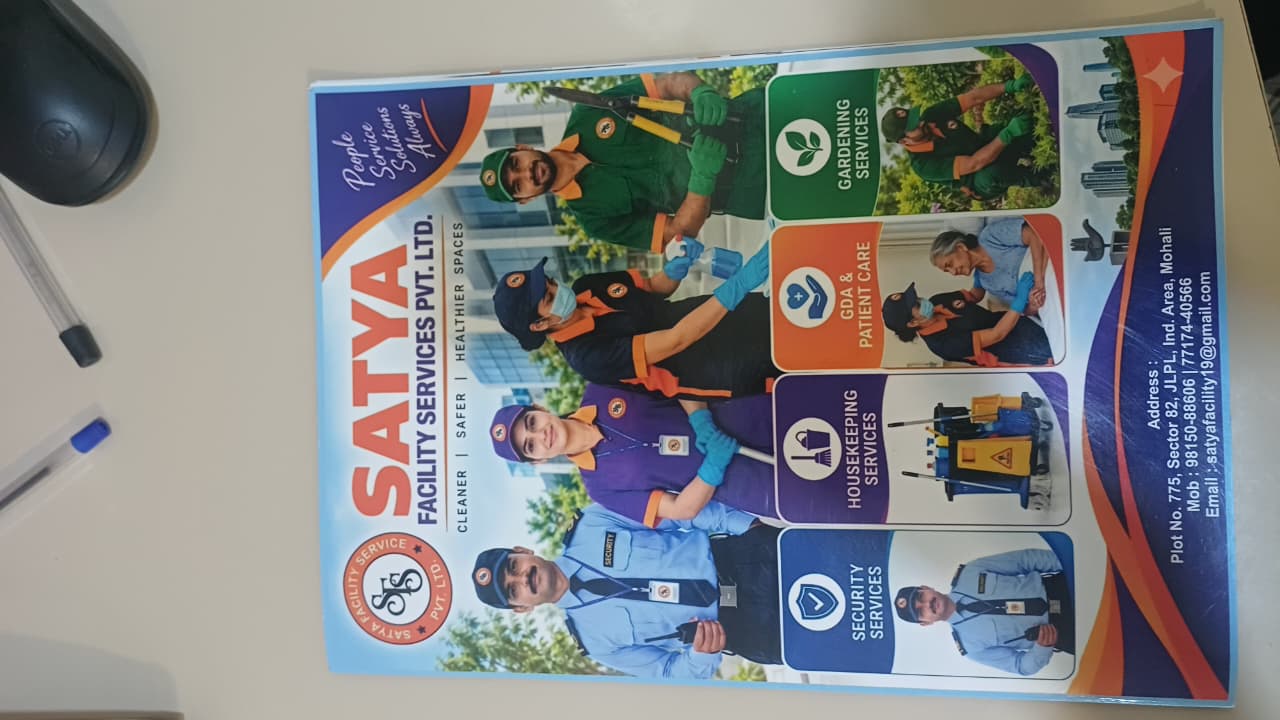 People
Service
Solutions
Always
SATYA FACILITY SERVICE
PVT. LTD.
SFS
SATYA
FACILITY SERVICES PVT. LTD.
CLEANER | SAFER | HEALTHIER SPACES
SECURITY
SECURITY
SERVICES
HOUSEKEEPING
SERVICES
GDA &
PATIENT CARE
GARDENING
SERVICES
Address :
Plot No. 775, Sector 82, JLPL, Ind. Area, Mohali
Mob : 98150-88606 | 77174-40566
Email : satyafacility19@gmail.com